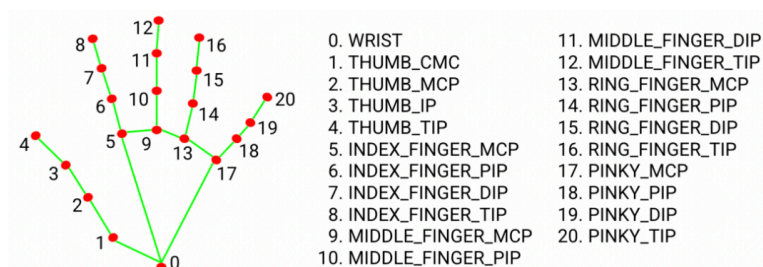 12
8
16
11
7
15
6
10
20
14
19
4
5
9
13
18
3
17
2
1
0
0. WRIST
1. THUMB_CMC
2. THUMB_MCP
3. THUMB_IP
4. THUMB_TIP
5. INDEX_FINGER_MCP
6. INDEX_FINGER_PIP
7. INDEX_FINGER_DIP
8. INDEX_FINGER_TIP
9. MIDDLE_FINGER_MCP
10. MIDDLE_FINGER_PIP
11. MIDDLE_FINGER_DIP
12. MIDDLE_FINGER_TIP
13. RING_FINGER_MCP
14. RING_FINGER_PIP
15. RING_FINGER_DIP
16. RING_FINGER_TIP
17. PINKY_MCP
18. PINKY_PIP
19. PINKY_DIP
20. PINKY_TIP